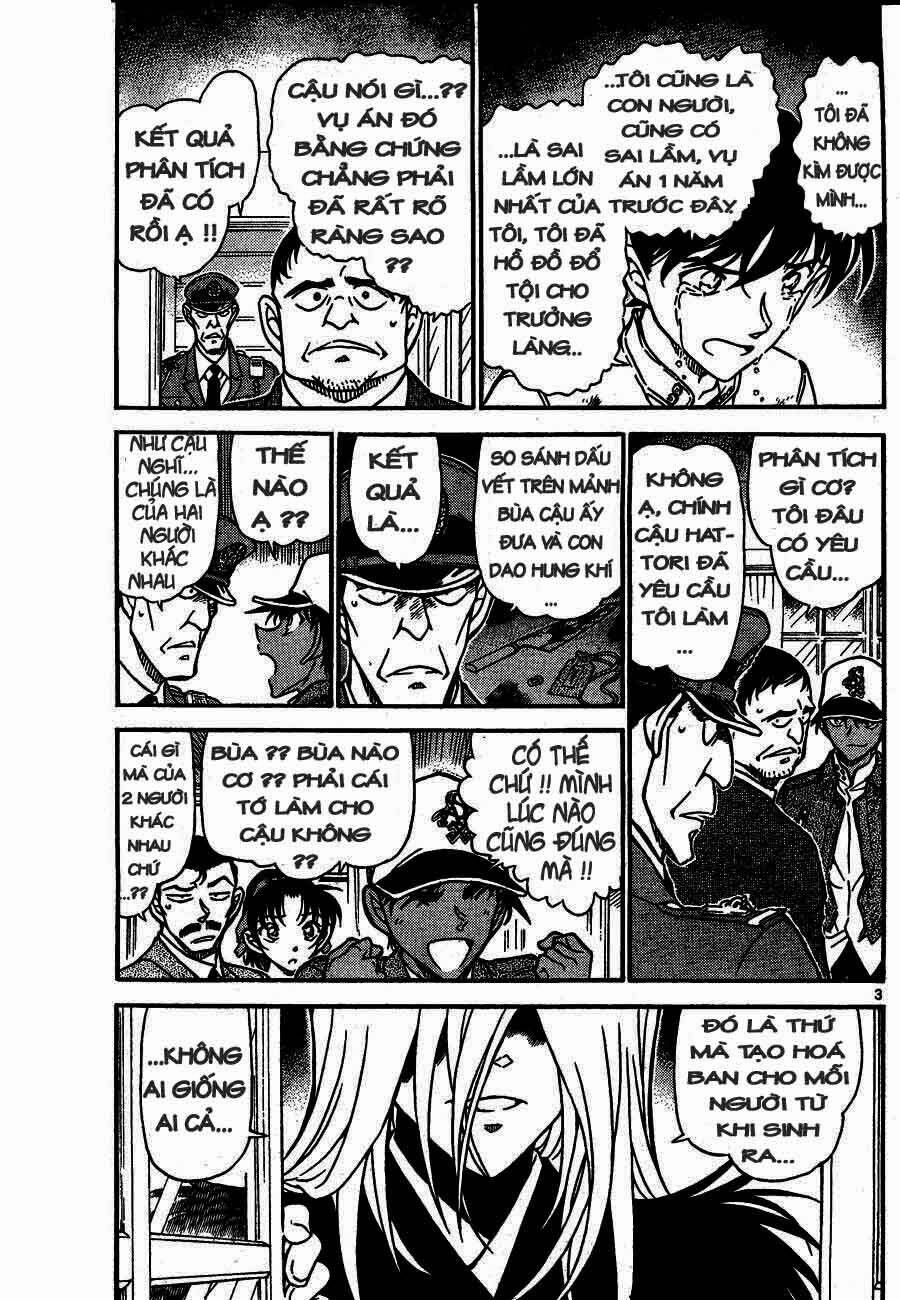 ...
TÔI ĐÃ
KHÔNG
KÌM ĐƯỢC
MÌNH...
...TÔI CŨNG LÀ
CON NGƯỜI,
CŨNG CÓ
SAI LẦM, VỤ
ÁN 1 NĂM
TRƯỚC ĐÂY.
...LÀ SAI
LẦM LỚN
NHẤT CỦA
TÔI, TÔI ĐÃ
HỒ ĐỒ ĐỔ
TỘI CHO
TRƯỞNG
LÀNG..
CẬU NÓI GÌ...??
VỤ ÁN ĐÓ
BẰNG CHỨNG
CHẲNG PHẢI
ĐÃ RẤT RÕ
RÀNG SAO
??
KẾT QUẢ
PHÂN TÍCH
ĐÃ CÓ
RỒI Ạ !!
PHÂN TÍCH
GÌ CƠ?
TÔI ĐÂU
CÓ YÊU
CẦU...
KHÔNG
Ạ, CHÍNH
CẬU HAT-
TORI ĐÃ
YÊU CẦU
TÔI LÀM
...
SO SÁNH DẤU
VẾT TRÊN MẢNH
BÙA CẬU ẤY
ĐƯA VÀ CON
DAO HUNG KHÍ
...
KẾT
QUẢ
LÀ...
THẾ
NÀO
Ạ ??
NHƯ CẬU
NGHĨ...
CHÚNG LÀ
CỦA HAI
NGƯỜI
KHÁC
NHAU
CÓ THẾ
CHỨ !! MÌNH
LÚC NÀO
CŨNG ĐÚNG
MÀ !!
BÙA ?? BÙA NÀO
CƠ ?? PHẢI CÁI
TỚ LÀM CHO
CẬU KHÔNG
??
CÁI GÌ
MÀ CỦA
2 NGƯỜI
KHÁC
NHAU
CHỨ
...??
3
ĐÓ LÀ THỨ
MÀ TẠO HOÁ
BAN CHO MỖI
NGƯỜI TỪ
KHI SINH
RA...
...KHÔNG
AI GIỐNG
AI CẢ...